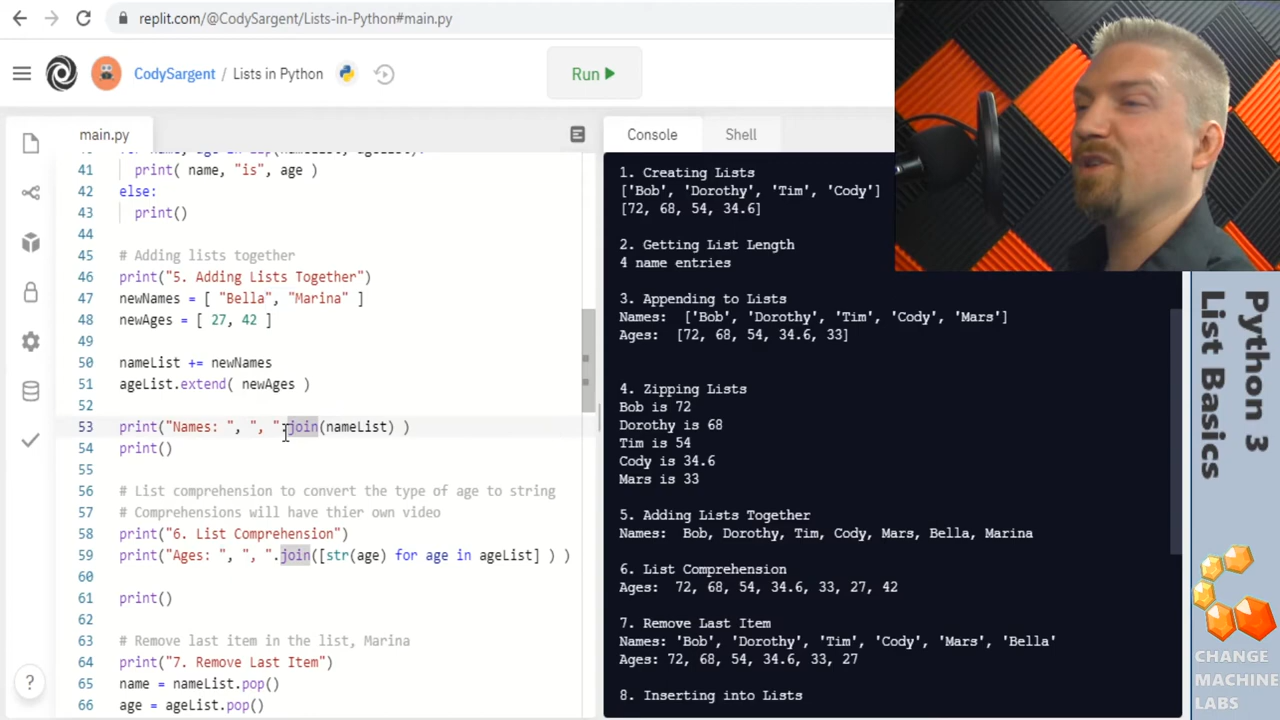 replit.com/@CodySargent/Lists-in-Python#main.py
CodySargent / Lists in Python
Run
main.py
41 print( name, "is", age )
42 else:
43 print()
44
45 # Adding lists together
46 print("5. Adding Lists Together")
47 newNames = [ "Bella", "Marina" ]
48 newAges = [ 27, 42 ]
49
50 nameList += newNames
51 ageList.extend( newAges )
52
53 print("Names: ", ", ".join(nameList) )
54 print()
55
56 # List comprehension to convert the type of age to string
57 # Comprehensions will have thier own video
58 print("6. List Comprehension")
59 print("Ages: ", ", ".join([str(age) for age in ageList] ) )
60
61 print()
62
63 # Remove last item in the list, Marina
64 print("7. Remove Last Item")
65 name = nameList.pop()
66 age = ageList.pop()
?
Console Shell
1. Creating Lists
['Bob', 'Dorothy', 'Tim', 'Cody']
[72, 68, 54, 34.6]
2. Getting List Length
4 name entries
3. Appending to Lists
Names: ['Bob', 'Dorothy', 'Tim', 'Cody', 'Mars']
Ages: [72, 68, 54, 34.6, 33]
4. Zipping Lists
Bob is 72
Dorothy is 68
Tim is 54
Cody is 34.6
Mars is 33
5. Adding Lists Together
Names: Bob, Dorothy, Tim, Cody, Mars, Bella, Marina
6. List Comprehension
Ages: 72, 68, 54, 34.6, 33, 27, 42
7. Remove Last Item
Names: 'Bob', 'Dorothy', 'Tim', 'Cody', 'Mars', 'Bella'
Ages: 72, 68, 54, 34.6, 33, 27
8. Inserting into Lists
Python 3
List Basics
CHANGE
MACHINE
LABS